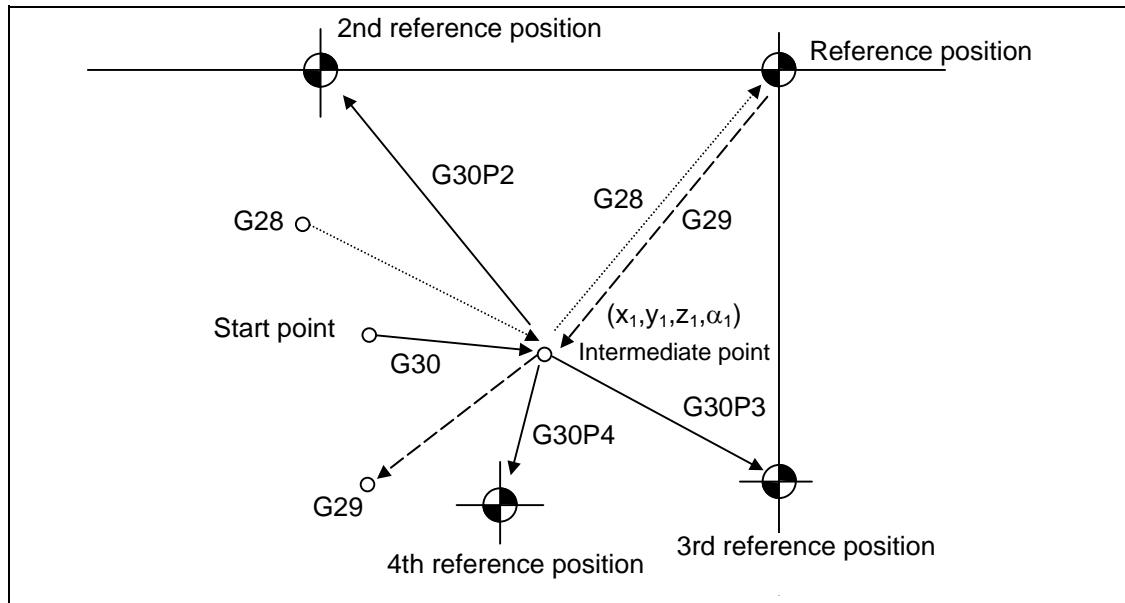 2nd reference position
Reference position
G30P2
G28
G29
G28
Start point
G30
(x₁,y₁,z₁,α₁)
Intermediate point
G30P3
G30P4
G29
4th reference position
3rd reference position